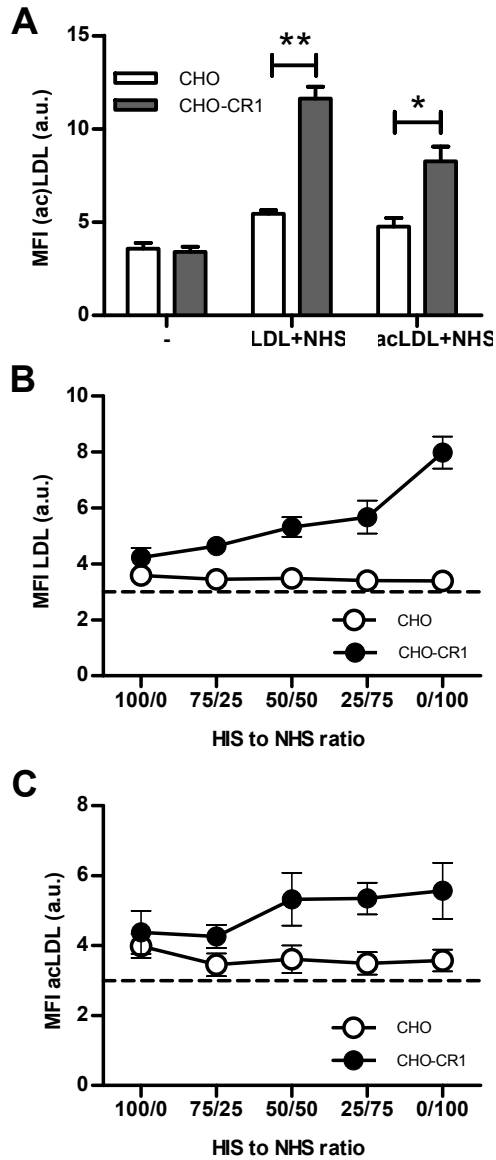 A
15
10
5
0
MFI (ac)LDL (a.u.)
CHO
CHO-CR1
**
*
-
LDL+NHS
acLDL+NHS
B
10
8
6
4
2
0
MFI LDL (a.u.)
CHO
CHO-CR1
100/0 75/25 50/50 25/75 0/100
HIS to NHS ratio
C
8
6
4
2
0
MFI acLDL (a.u.)
CHO
CHO-CR1
100/0 75/25 50/50 25/75 0/100
HIS to NHS ratio